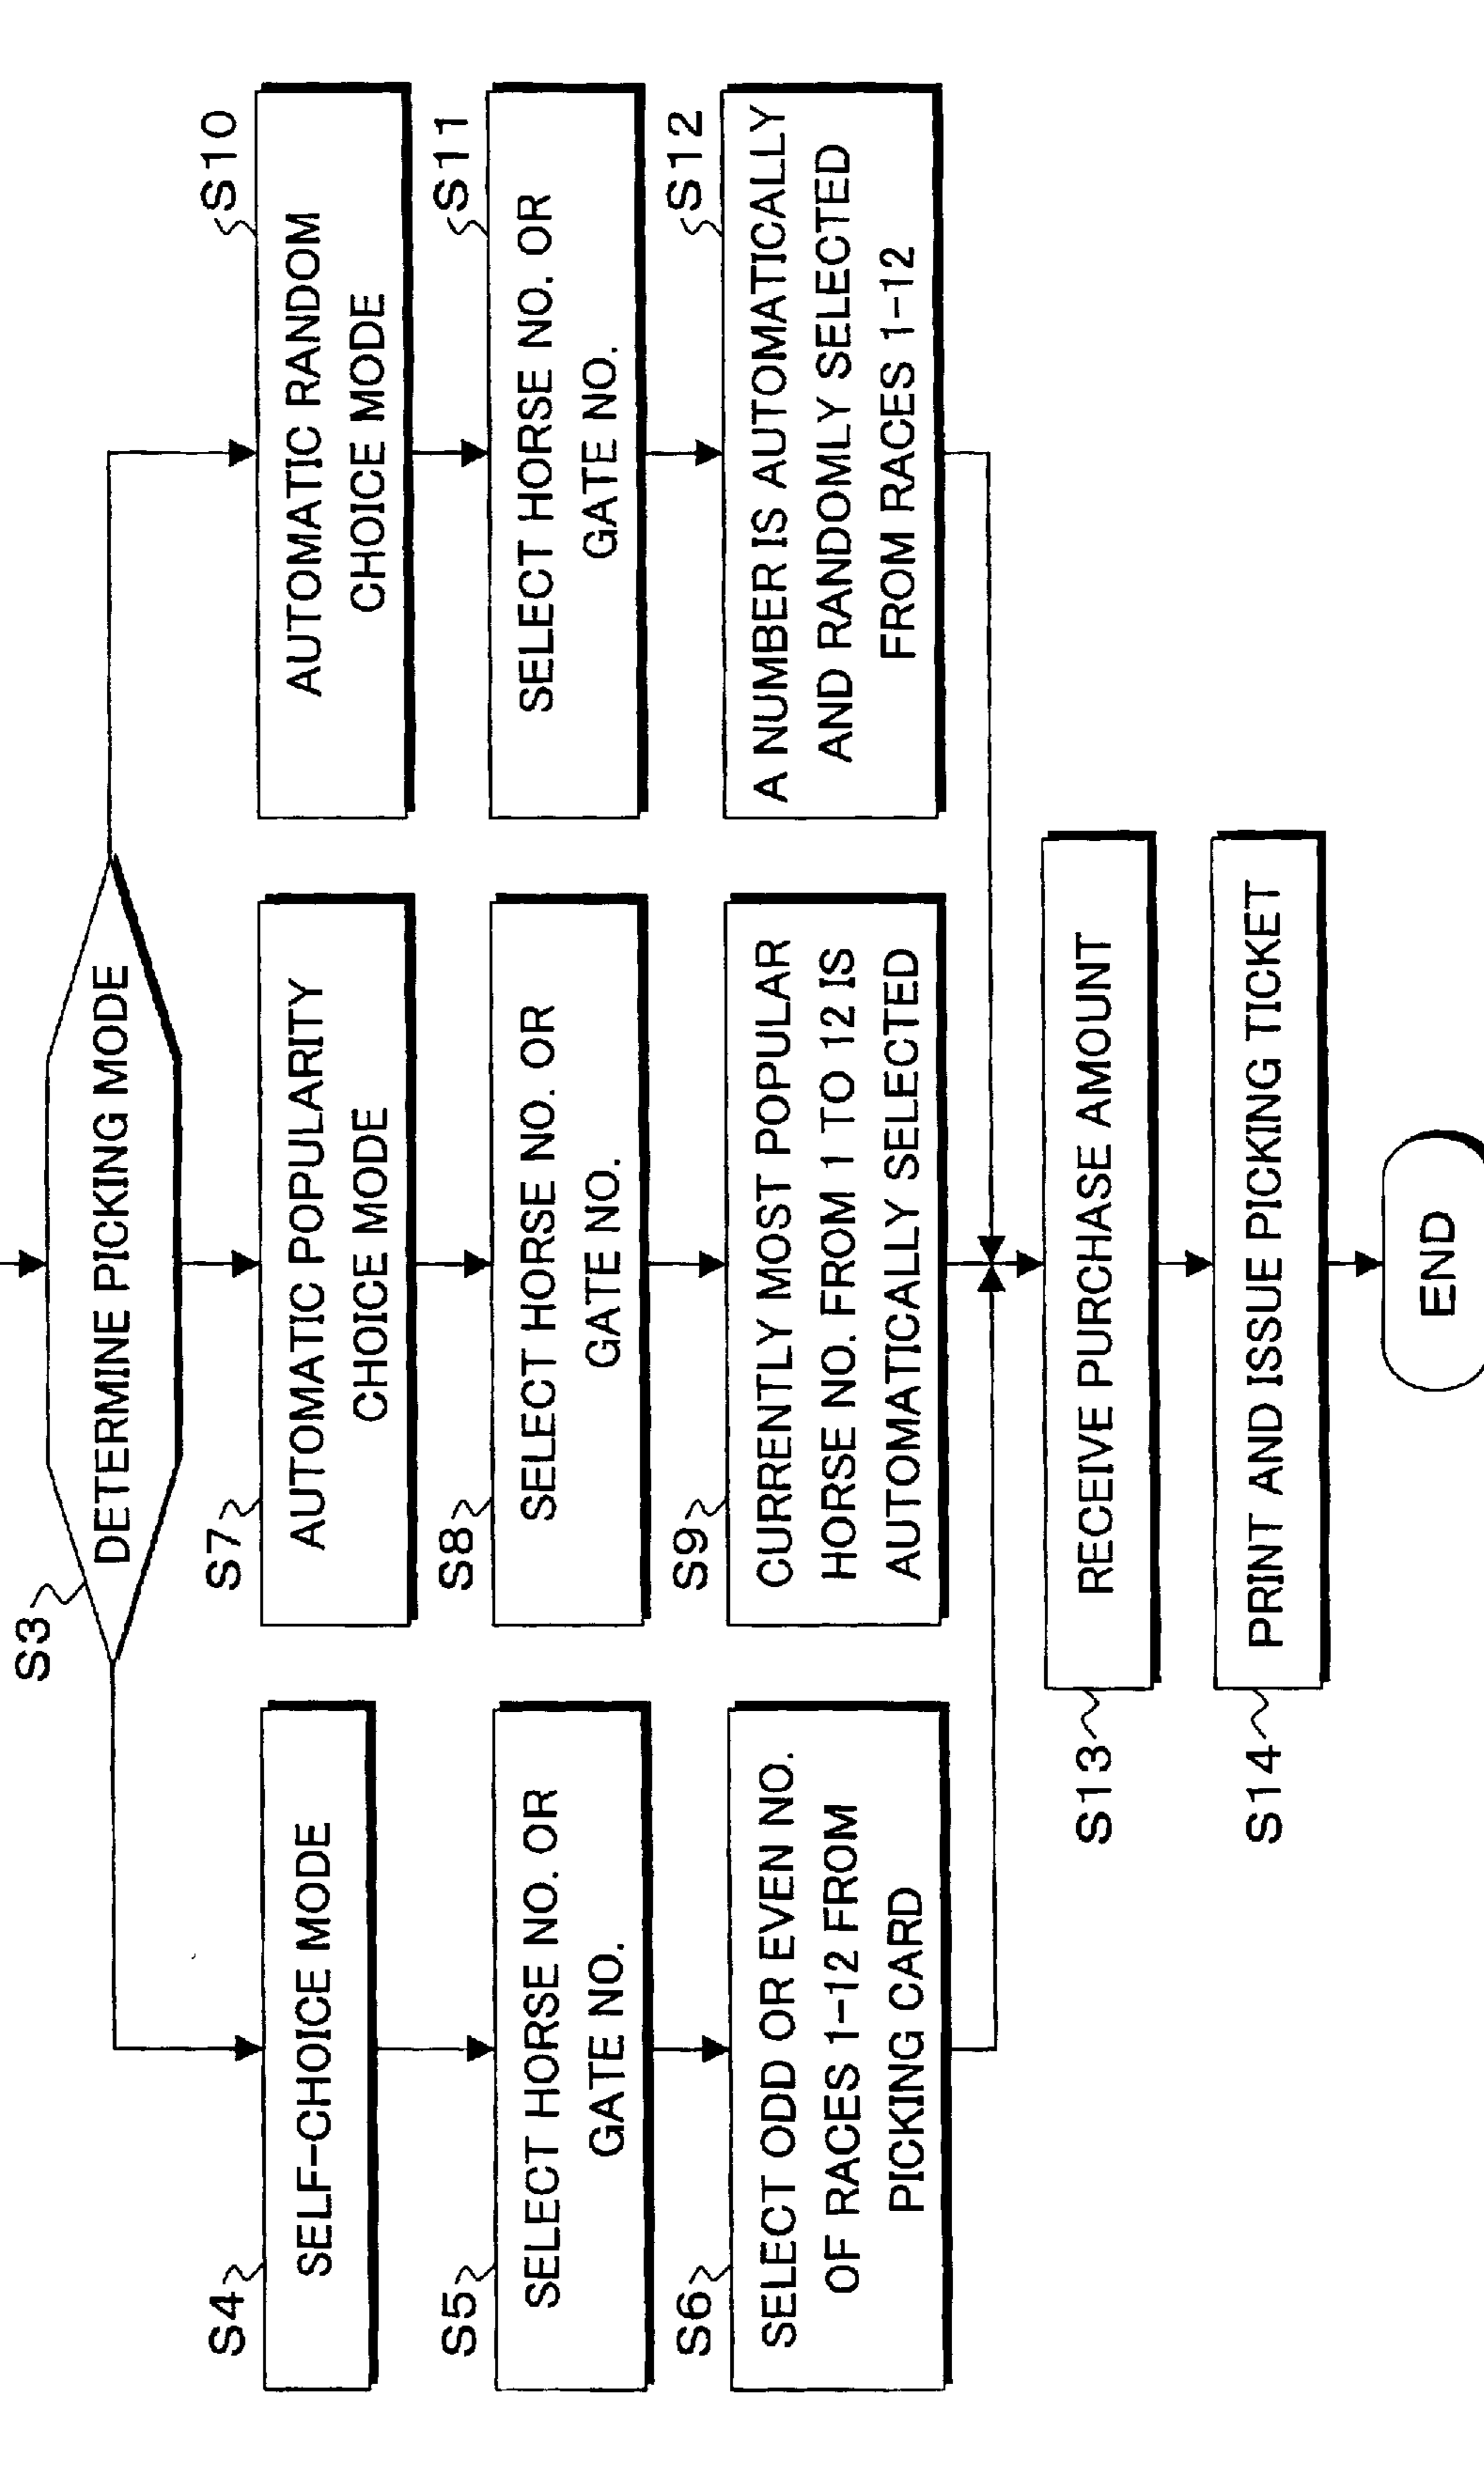 S3
DETERMINE PICKING MODE
S4
SELF-CHOICE MODE
S5
SELECT HORSE NO. OR
GATE NO.
S6
SELECT ODD OR EVEN NO.
OF RACES 1-12 FROM
PICKING CARD
S7
AUTOMATIC POPULARITY
CHOICE MODE
S8
SELECT HORSE NO. OR
GATE NO.
S9
CURRENTLY MOST POPULAR
HORSE NO. FROM 1 TO 12 IS
AUTOMATICALLY SELECTED
S10
AUTOMATIC RANDOM
CHOICE MODE
S11
SELECT HORSE NO. OR
GATE NO.
S12
A NUMBER IS AUTOMATICALLY
AND RANDOMLY SELECTED
FROM RACES 1-12
S13
RECEIVE PURCHASE AMOUNT
S14
PRINT AND ISSUE PICKING TICKET
END